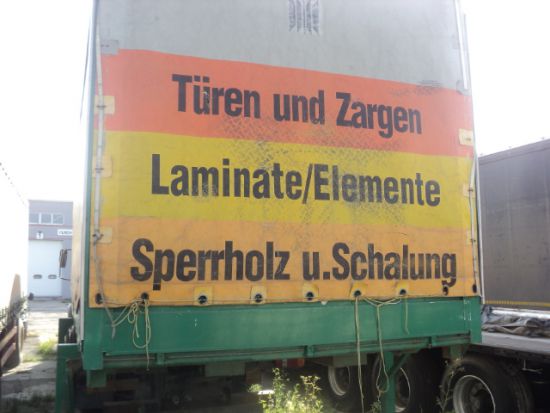 Türen und Zargen
Laminate/Elemente
Sperrholz u.Schalung